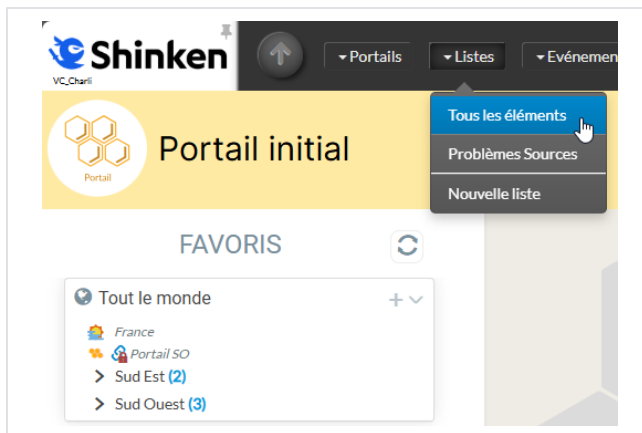 Shinken
VC_Charli
Portails
Listes
Evénemen
Tous les éléments
Problèmes Sources
Nouvelle liste
Portail
Portail initial
FAVORIS
Tout le monde
France
Portail SO
Sud Est (2)
Sud Ouest (3)